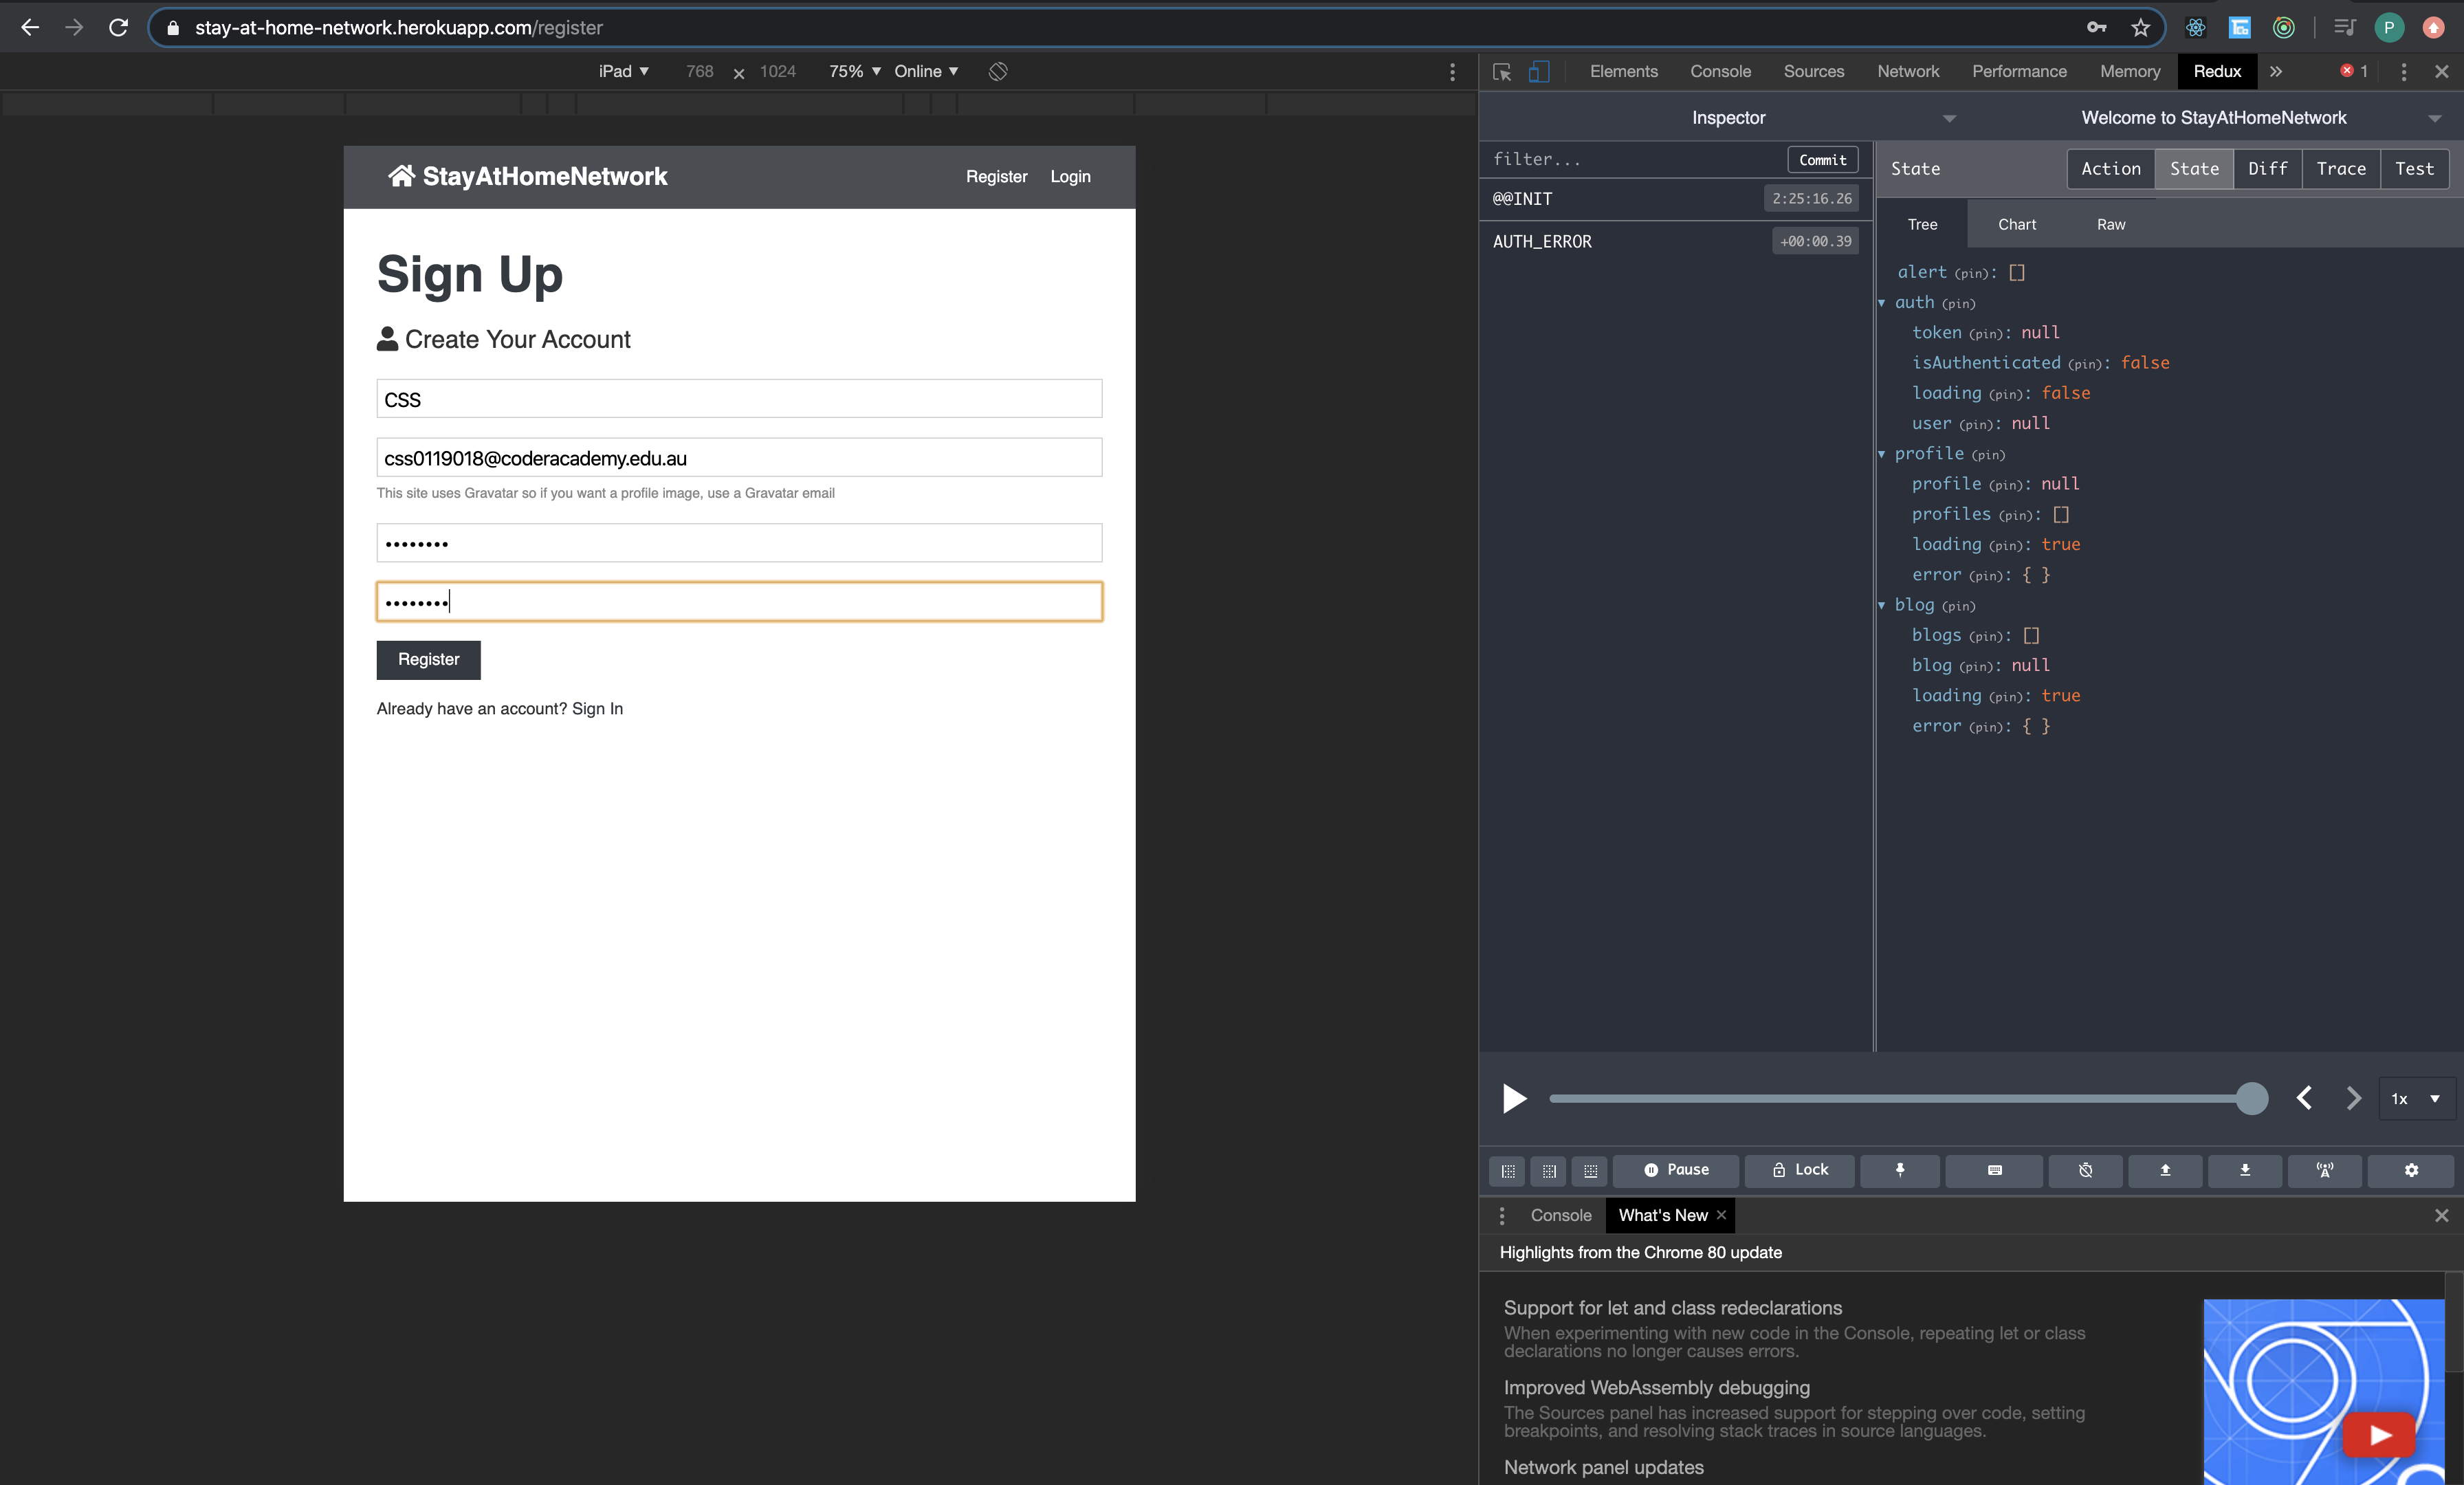 stay-at-home-network.herokuapp.com/register
P
iPad ▼ 768 × 1024 75% ▼ Online ▼
StayAtHomeNetwork
Register Login
Sign Up
Create Your Account
CSS
css0119018@coderacademy.edu.au
This site uses Gravatar so if you want a profile image, use a Gravatar email
••••••••
••••••••
Register
Already have an account? Sign In
Elements Console Sources Network Performance Memory Redux » 1
Inspector
Welcome to StayAtHomeNetwork
filter... Commit
@@INIT 2:25:16.26
AUTH_ERROR +00:00.39
State Action State Diff Trace Test
Tree Chart Raw
alert (pin): []
auth (pin)
token (pin): null
isAuthenticated (pin): false
loading (pin): false
user (pin): null
profile (pin)
profile (pin): null
profiles (pin): []
loading (pin): true
error (pin): { }
blog (pin)
blogs (pin): []
blog (pin): null
loading (pin): true
error (pin): { }
1x
Pause Lock
Console What's New ×
Highlights from the Chrome 80 update
Support for let and class redeclarations
When experimenting with new code in the Console, repeating let or class
declarations no longer causes errors.
Improved WebAssembly debugging
The Sources panel has increased support for stepping over code, setting
breakpoints, and resolving stack traces in source languages.
Network panel updates